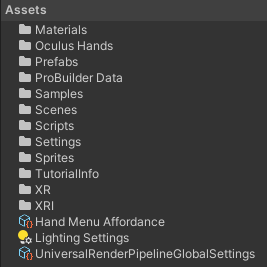 Assets
Materials
Oculus Hands
Prefabs
ProBuilder Data
Samples
Scenes
Scripts
Settings
Sprites
TutorialInfo
XR
XRI
Hand Menu Affordance
Lighting Settings
UniversalRenderPipelineGlobalSettings